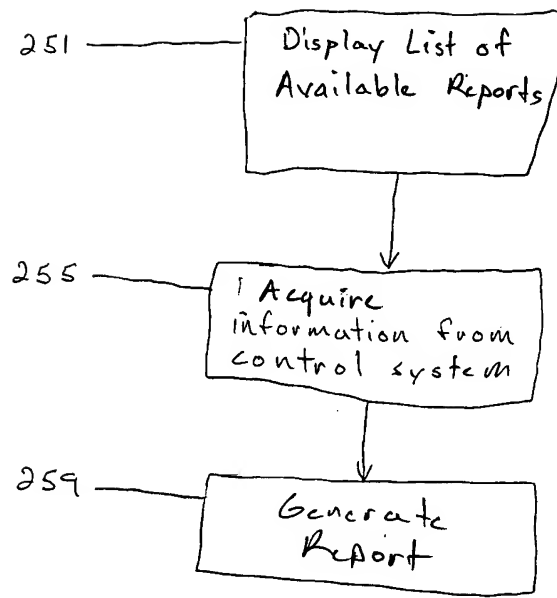 251
Display List of
Available Reports
255
Acquire
information from
control system
259
Generate
Report